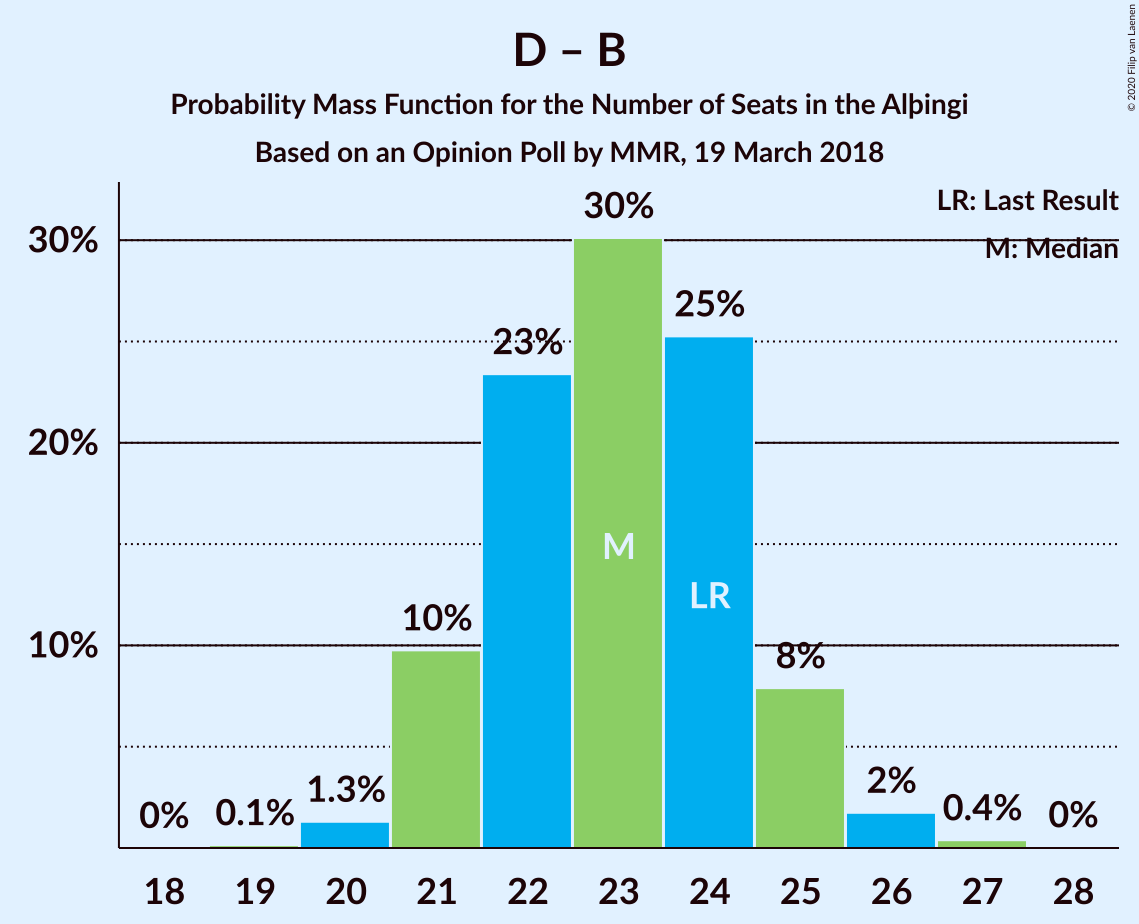 D – B
Probability Mass Function for the Number of Seats in the Alþingi
Based on an Opinion Poll by MMR, 19 March 2018
© 2020 Filip van Laenen
LR: Last Result
M: Median
30%
20%
10%
0%
0.1%
1.3%
10%
23%
30%
25%
8%
2%
0.4%
0%
M
LR
18 19 20 21 22 23 24 25 26 27 28